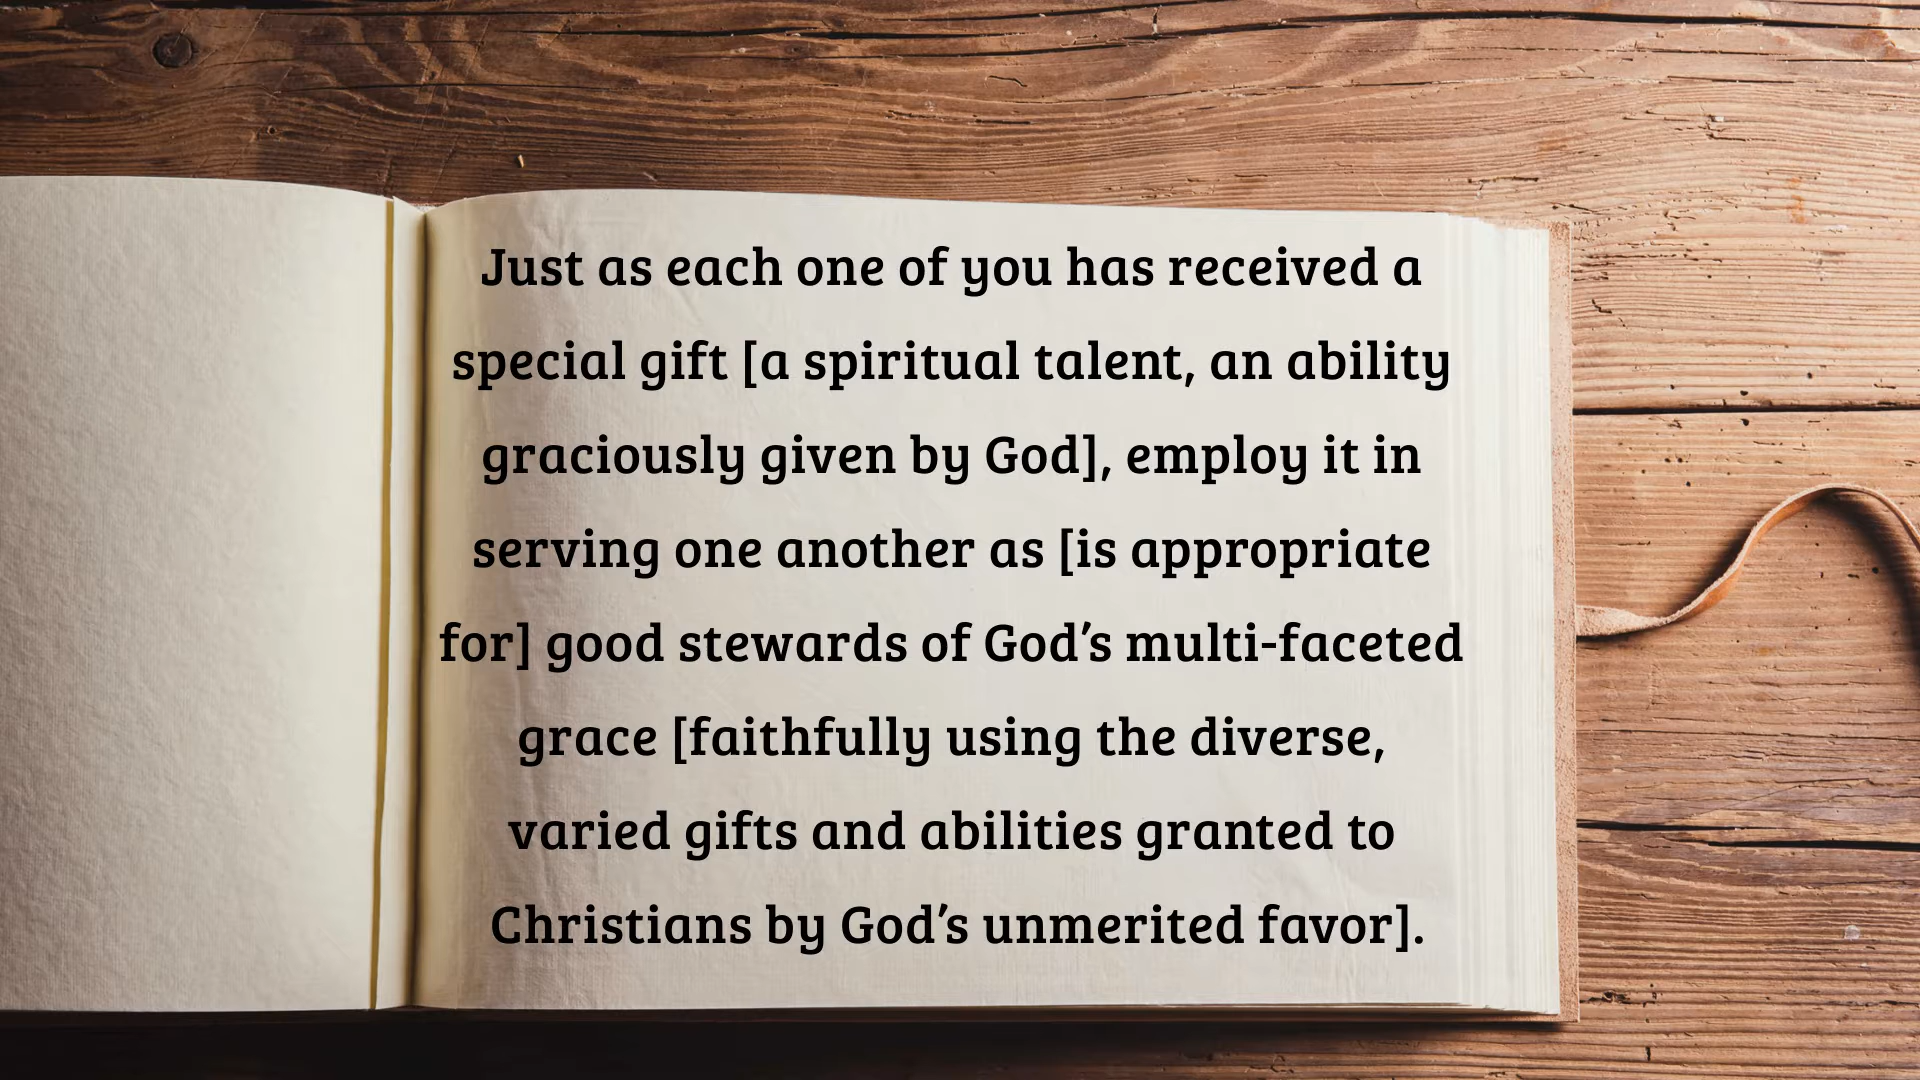 Just as each one of you has received a
special gift [a spiritual talent, an ability
graciously given by God], employ it in
serving one another as [is appropriate
for] good stewards of God’s multi-faceted
grace [faithfully using the diverse,
varied gifts and abilities granted to
Christians by God’s unmerited favor].